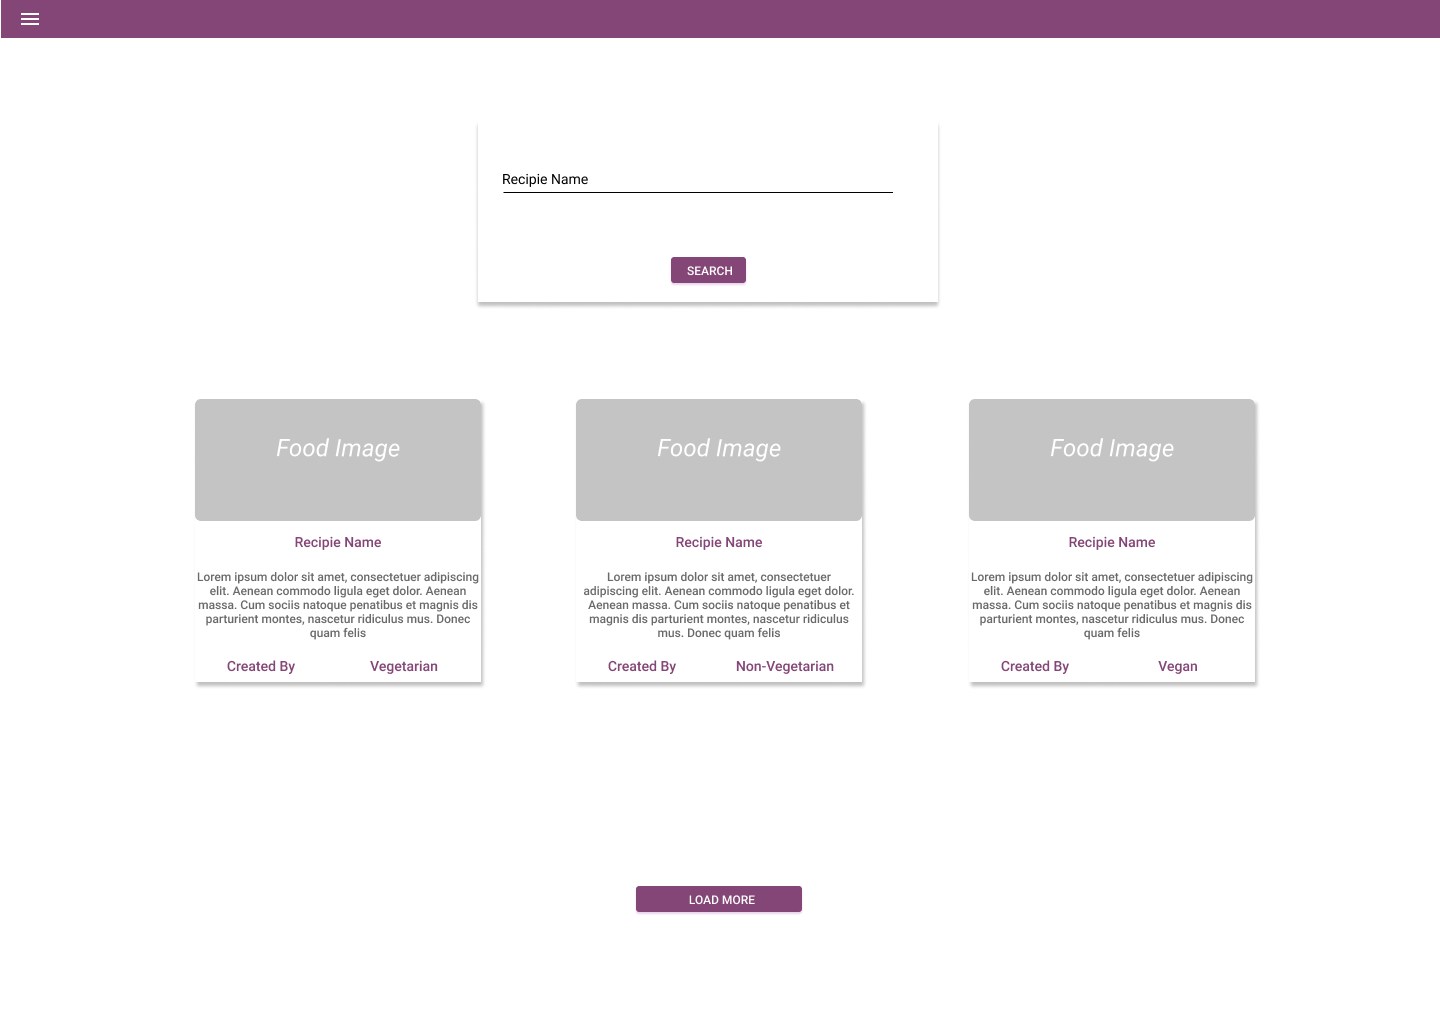 Recipie Name
SEARCH
Food Image
Recipie Name
Lorem ipsum dolor sit amet, consectetuer adipiscing
elit. Aenean commodo ligula eget dolor. Aenean
massa. Cum sociis natoque penatibus et magnis dis
parturient montes, nascetur ridiculus mus. Donec
quam felis
Created By
Vegetarian
Food Image
Recipie Name
Lorem ipsum dolor sit amet, consectetuer
adipiscing elit. Aenean commodo ligula eget dolor.
Aenean massa. Cum sociis natoque penatibus et
magnis dis parturient montes, nascetur ridiculus
mus. Donec quam felis
Created By
Non-Vegetarian
Food Image
Recipie Name
Lorem ipsum dolor sit amet, consectetuer adipiscing
elit. Aenean commodo ligula eget dolor. Aenean
massa. Cum sociis natoque penatibus et magnis dis
parturient montes, nascetur ridiculus mus. Donec
quam felis
Created By
Vegan
LOAD MORE